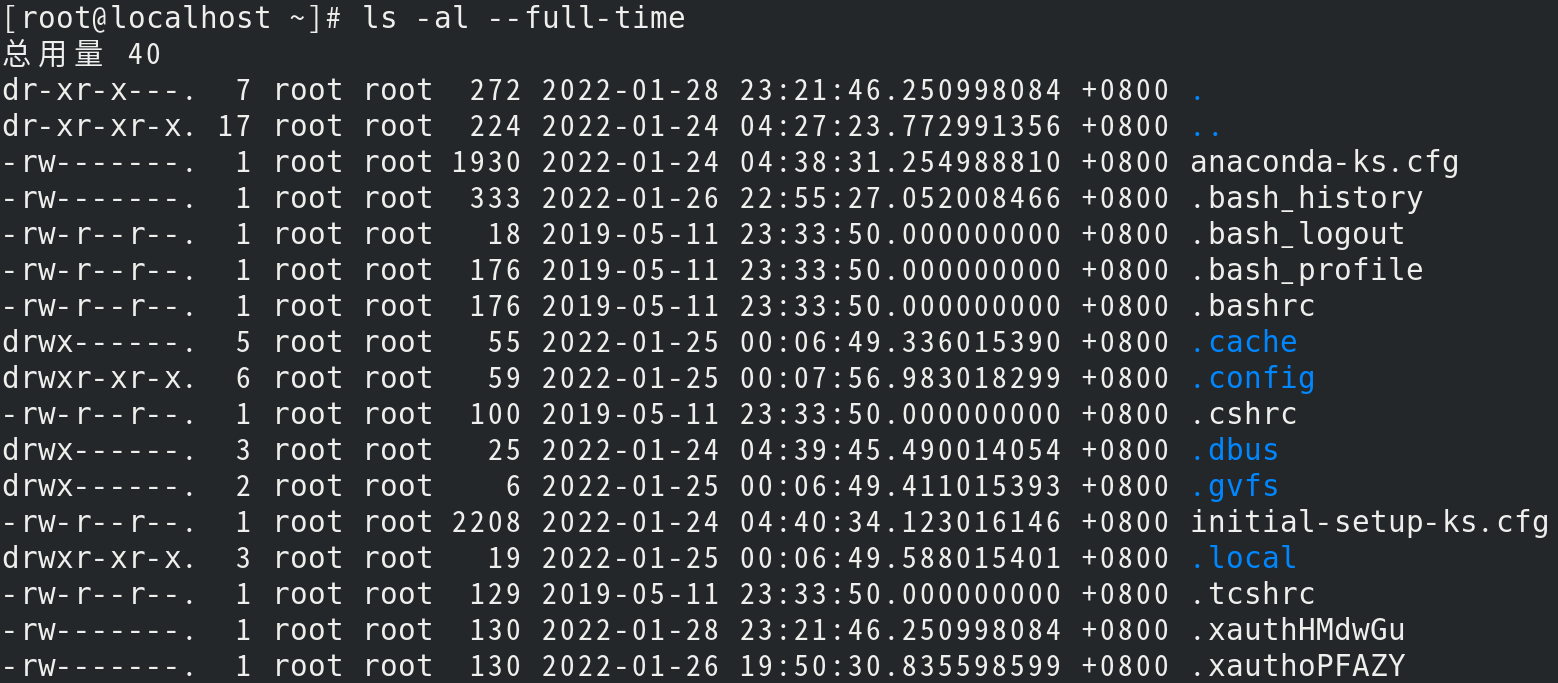 [root@localhost ~]# ls -al --full-time
总用量 40
dr-xr-x---.  7 root root  272 2022-01-28 23:21:46.250998084 +0800 .
dr-xr-xr-x. 17 root root  224 2022-01-24 04:27:23.772991356 +0800 ..
-rw-------.  1 root root 1930 2022-01-24 04:38:31.254988810 +0800 anaconda-ks.cfg
-rw-------.  1 root root  333 2022-01-26 22:55:27.052008466 +0800 .bash_history
-rw-r--r--.  1 root root   18 2019-05-11 23:33:50.000000000 +0800 .bash_logout
-rw-r--r--.  1 root root  176 2019-05-11 23:33:50.000000000 +0800 .bash_profile
-rw-r--r--.  1 root root  176 2019-05-11 23:33:50.000000000 +0800 .bashrc
drwx------.  5 root root   55 2022-01-25 00:06:49.336015390 +0800 .cache
drwxr-xr-x.  6 root root   59 2022-01-25 00:07:56.983018299 +0800 .config
-rw-r--r--.  1 root root  100 2019-05-11 23:33:50.000000000 +0800 .cshrc
drwx------.  3 root root   25 2022-01-24 04:39:45.490014054 +0800 .dbus
drwx------.  2 root root    6 2022-01-25 00:06:49.411015393 +0800 .gvfs
-rw-r--r--.  1 root root 2208 2022-01-24 04:40:34.123016146 +0800 initial-setup-ks.cfg
drwxr-xr-x.  3 root root   19 2022-01-25 00:06:49.588015401 +0800 .local
-rw-r--r--.  1 root root  129 2019-05-11 23:33:50.000000000 +0800 .tcshrc
-rw-------.  1 root root  130 2022-01-28 23:21:46.250998084 +0800 .xauthHMdwGu
-rw-------.  1 root root  130 2022-01-26 19:50:30.835598599 +0800 .xauthoPFAZY